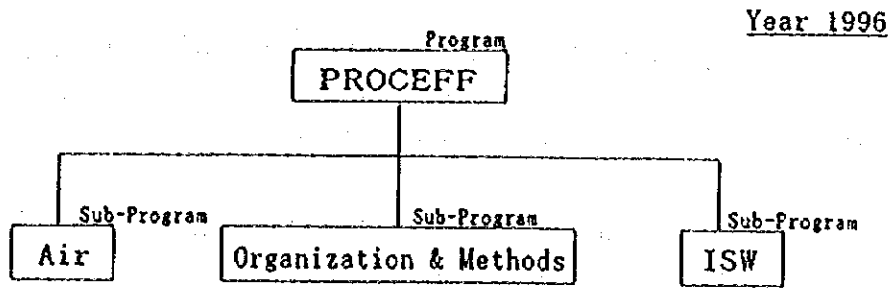 Year 1996
Program
PROCEFF
Sub-Program
Sub-Program
Sub-Program
Air
Organization & Methods
ISW